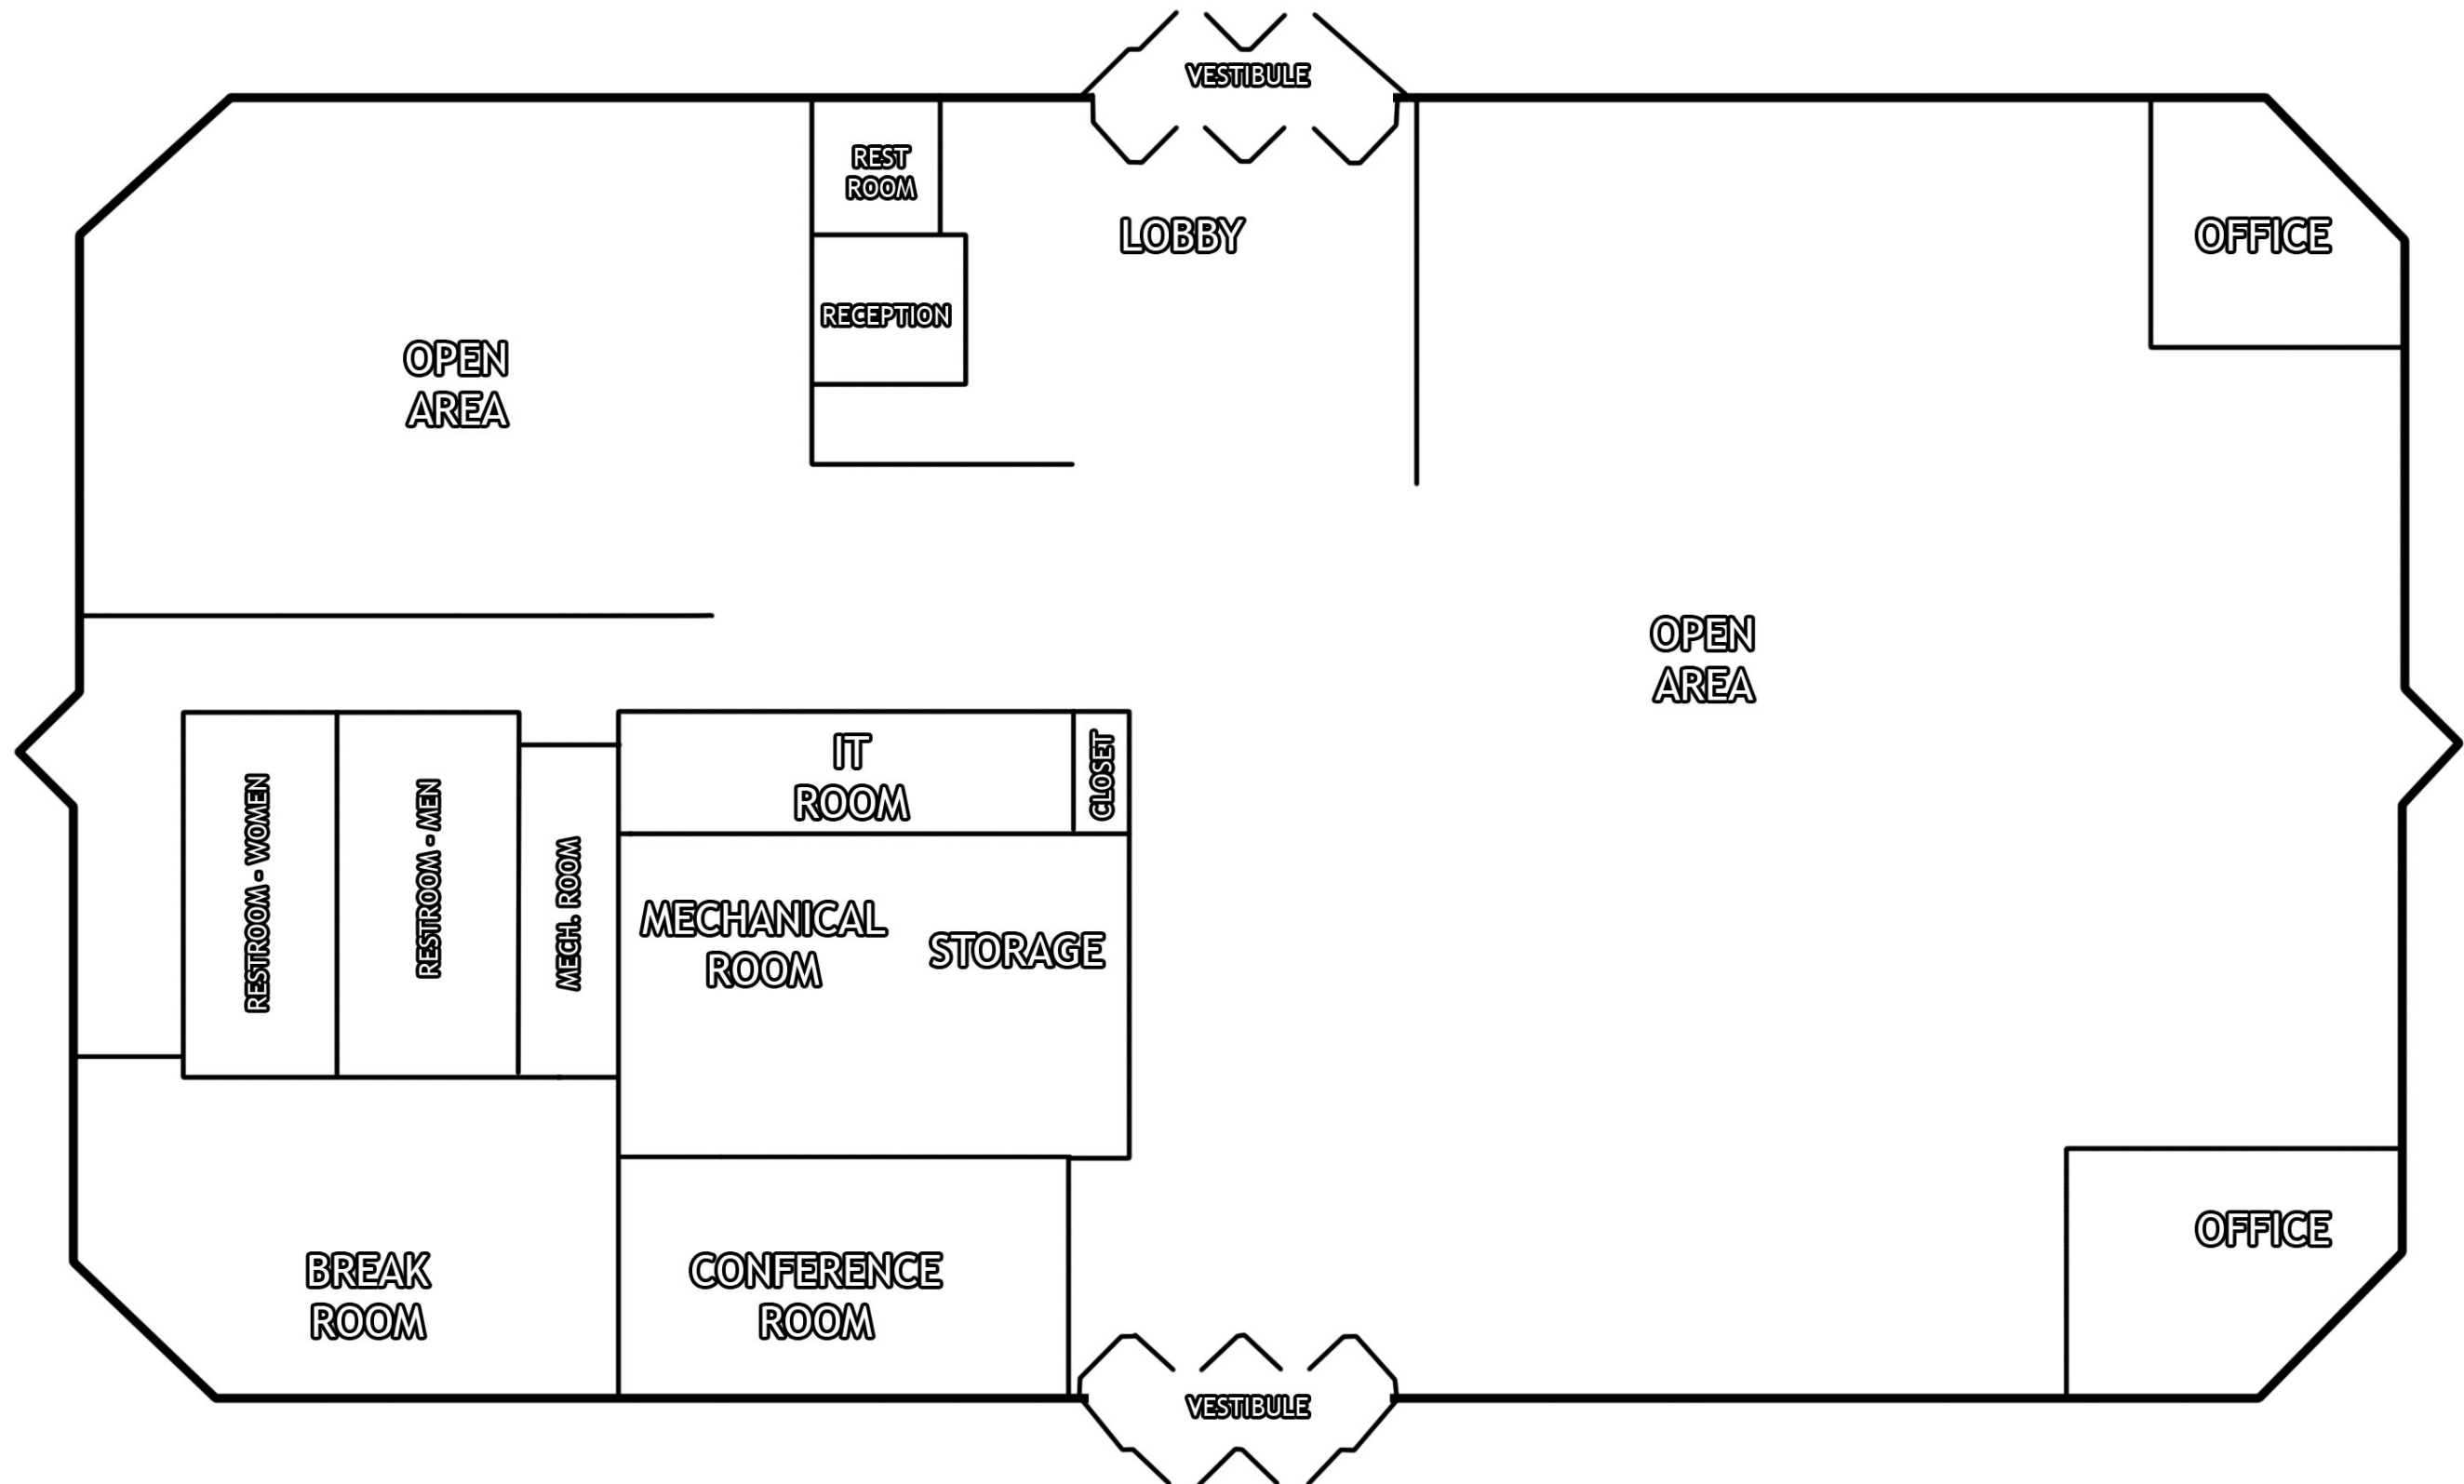 VESTIBULE
REST
ROOM
LOBBY
OFFICE
RECEPTION
OPEN
AREA
OPEN
AREA
IT
ROOM
CLOSET
RESTROOM - WOMEN
RESTROOM - MEN
MECH. ROOM
MECHANICAL
ROOM
STORAGE
OFFICE
BREAK
ROOM
CONFERENCE
ROOM
VESTIBULE